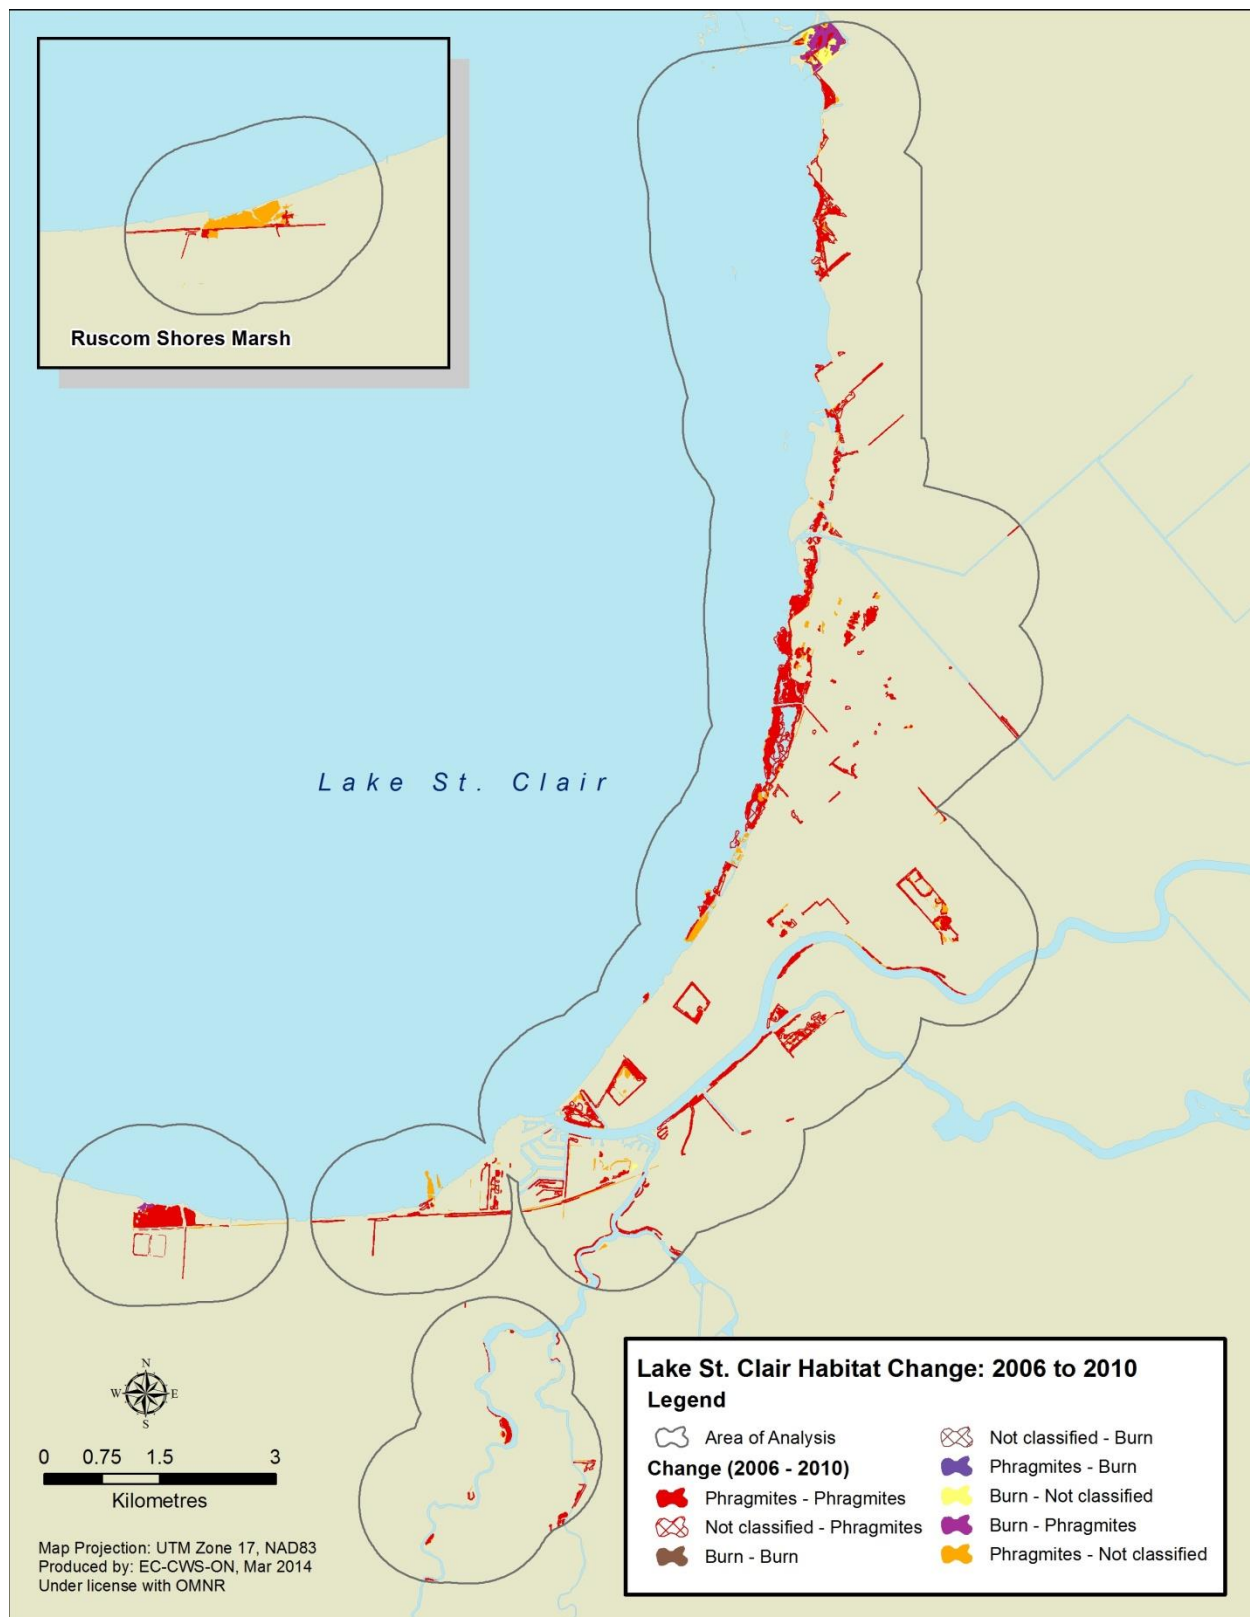 Ruscom Shores Marsh
Lake St. Clair
N
W E
S
0 0.75 1.5 3
Kilometres
Map Projection: UTM Zone 17, NAD83
Produced by: EC-CWS-ON, Mar 2014
Under license with OMNR
Lake St. Clair Habitat Change: 2006 to 2010
Legend
Area of Analysis
Change (2006 - 2010)
Phragmites - Phragmites
Not classified - Phragmites
Burn - Burn
Not classified - Burn
Phragmites - Burn
Burn - Not classified
Burn - Phragmites
Phragmites - Not classified